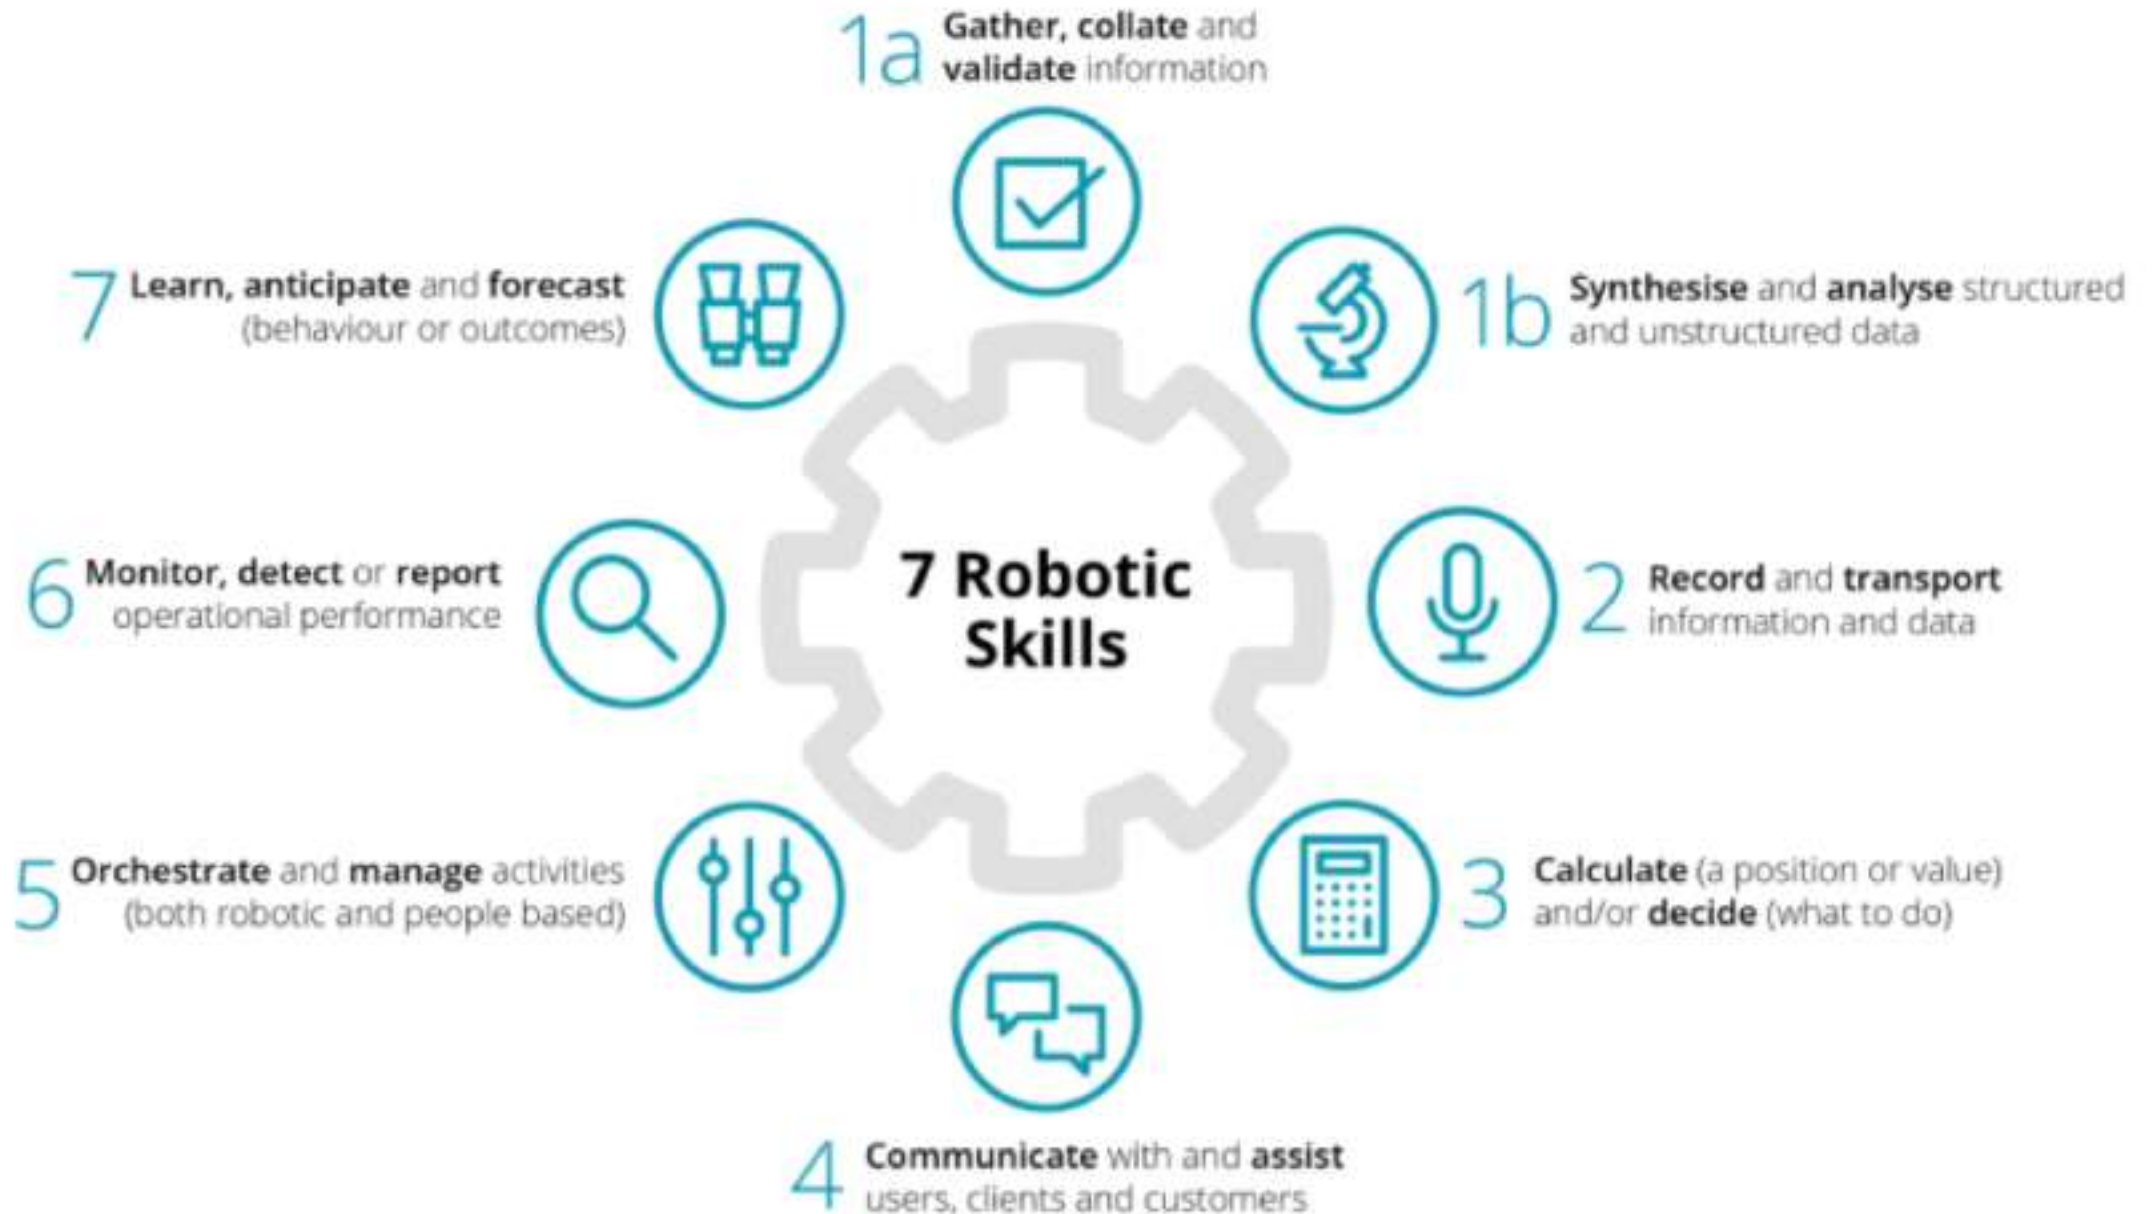 1a Gather, collate and
validate information
1b Synthesise and analyse structured
and unstructured data
2 Record and transport
information and data
3 Calculate (a position or value)
and/or decide (what to do)
4 Communicate with and assist
users, clients and customers
5 Orchestrate and manage activities
(both robotic and people based)
6 Monitor, detect or report
operational performance
7 Learn, anticipate and forecast
(behaviour or outcomes)
7 Robotic
Skills